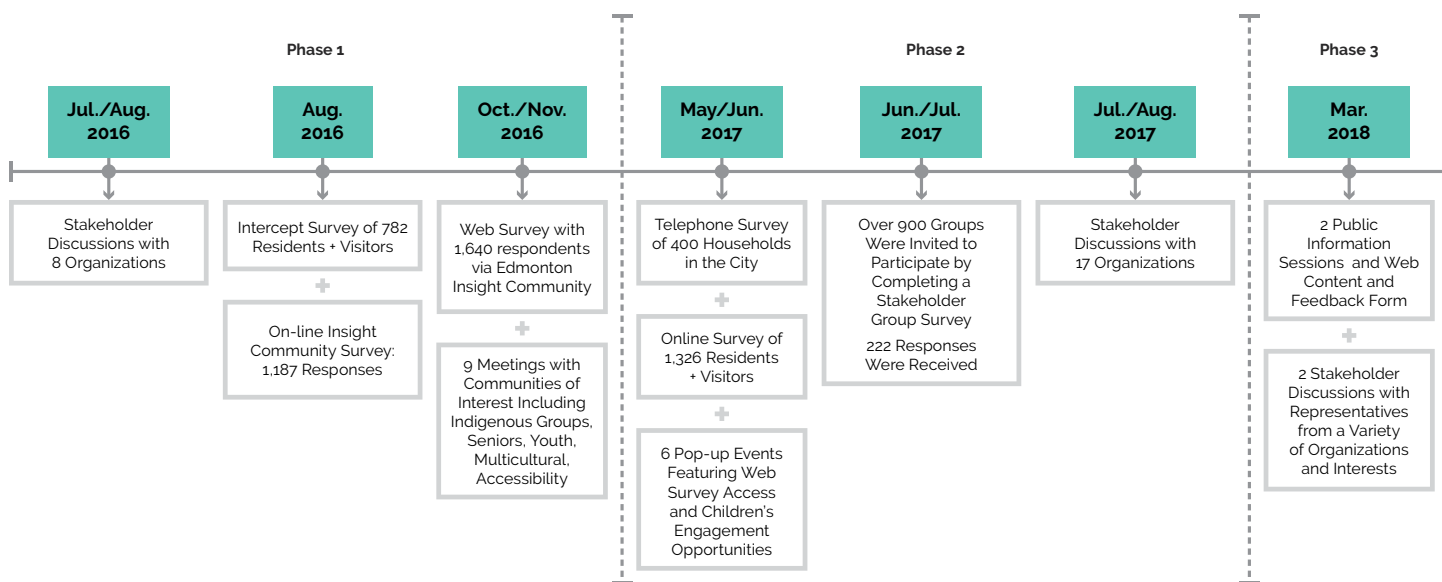 Phase 1
Phase 2
Phase 3
Jul./Aug.
2016
Aug.
2016
Oct./Nov.
2016
May/Jun.
2017
Jun./Jul.
2017
Jul./Aug.
2017
Mar.
2018
Stakeholder
Discussions with
8 Organizations
Intercept Survey of 782
Residents + Visitors
+
On-line Insight
Community Survey:
1,187 Responses
Web Survey with
1,640 respondents
via Edmonton
Insight Community
+
9 Meetings with
Communities of
Interest Including
Indigenous Groups,
Seniors, Youth,
Multicultural,
Accessibility
Telephone Survey
of 400 Households
in the City
+
Online Survey of
1,326 Residents
+ Visitors
+
6 Pop-up Events
Featuring Web
Survey Access
and Children's
Engagement
Opportunities
Over 900 Groups
Were Invited to
Participate by
Completing a
Stakeholder
Group Survey
222 Responses
Were Received
Stakeholder
Discussions with
17 Organizations
2 Public
Information
Sessions and Web
Content and
Feedback Form
+
2 Stakeholder
Discussions with
Representatives
from a Variety
of Organizations
and Interests